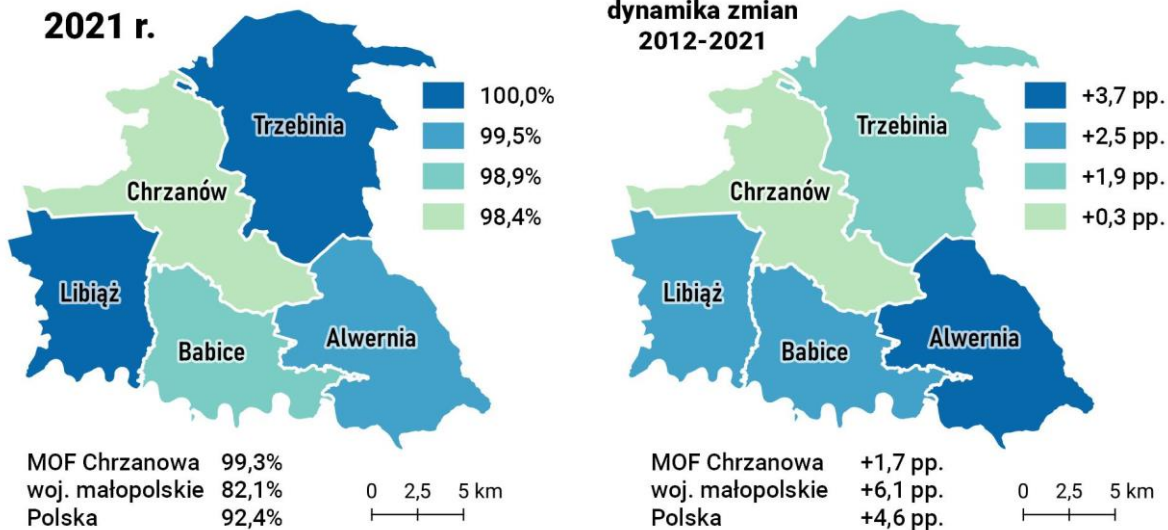 2021 r.
100,0%
99,5%
98,9%
98,4%
Trzebinia
Chrzanów
Libiąż
Babice
Alwernia
MOF Chrzanowa 99,3%
woj. małopolskie 82,1%
Polska 92,4%
0 2,5 5 km
dynamika zmian
2012-2021
+3,7 pp.
+2,5 pp.
+1,9 pp.
+0,3 pp.
Trzebinia
Chrzanów
Libiąż
Babice
Alwernia
MOF Chrzanowa +1,7 pp.
woj. małopolskie +6,1 pp.
Polska +4,6 pp.
0 2,5 5 km